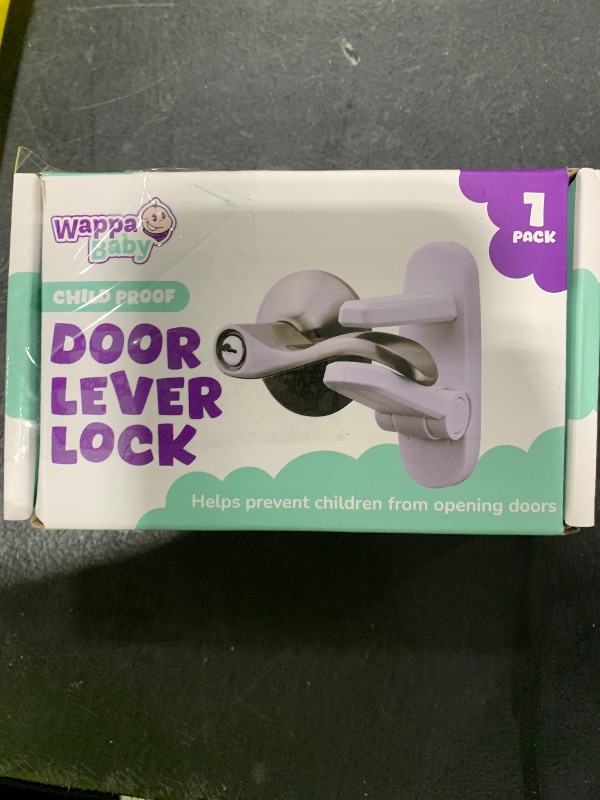 Wappa
Baby
1
PACK
CHILD PROOF
DOOR
LEVER
LOCK
Helps prevent children from opening doors